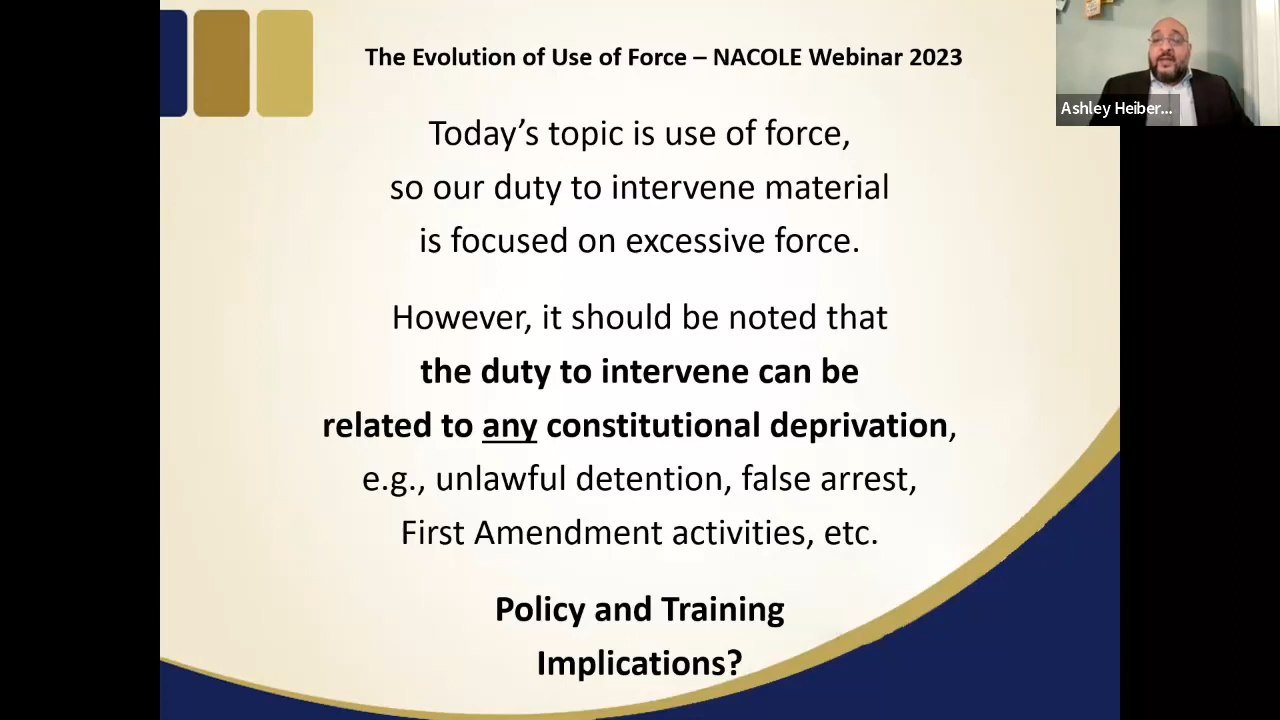 The Evolution of Use of Force – NACOLE Webinar 2023
Ashley Heiber...
Today’s topic is use of force,
so our duty to intervene material
is focused on excessive force.
However, it should be noted that
the duty to intervene can be
related to any constitutional deprivation,
e.g., unlawful detention, false arrest,
First Amendment activities, etc.
Policy and Training
Implications?